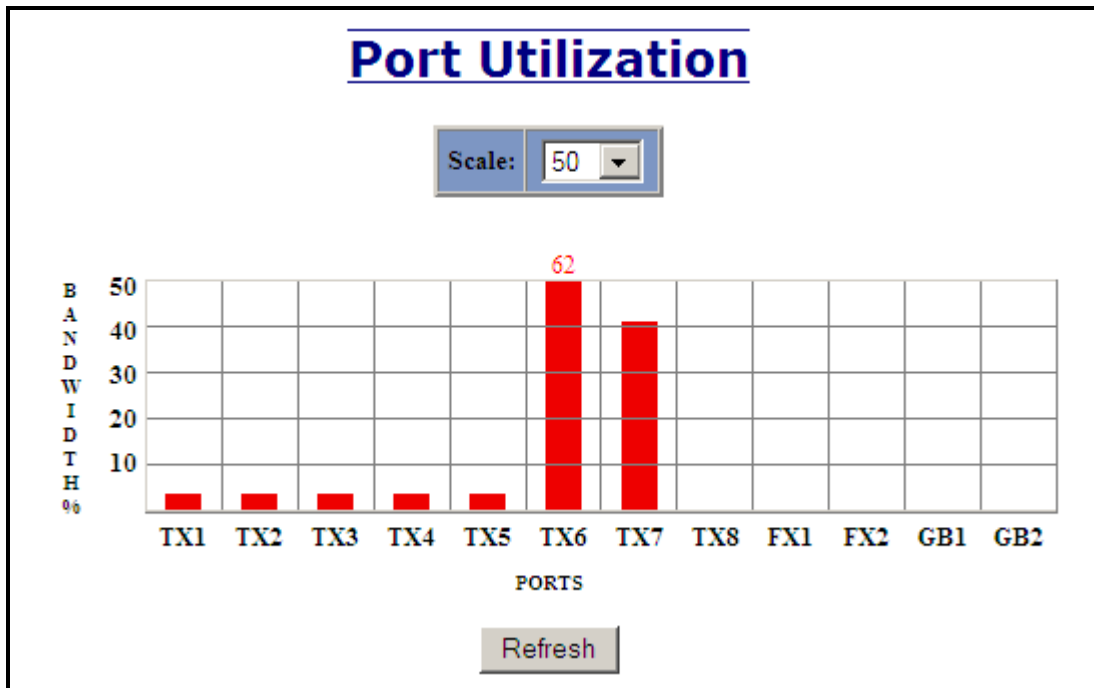 Port Utilization
Scale: 50
62
BANDWIDTH%
50
40
30
20
10
TX1 TX2 TX3 TX4 TX5 TX6 TX7 TX8 FX1 FX2 GB1 GB2
PORTS
Refresh